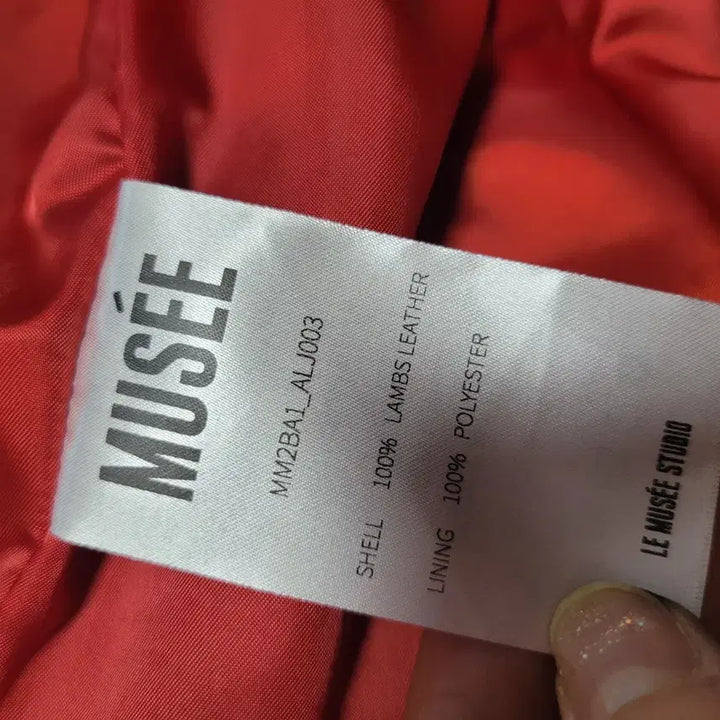 MUSÉE
MM2BA1_ALJ003
SHELL 100% LAMBS LEATHER
LINING 100% POLYESTER
LE MUSÉE STUDIO